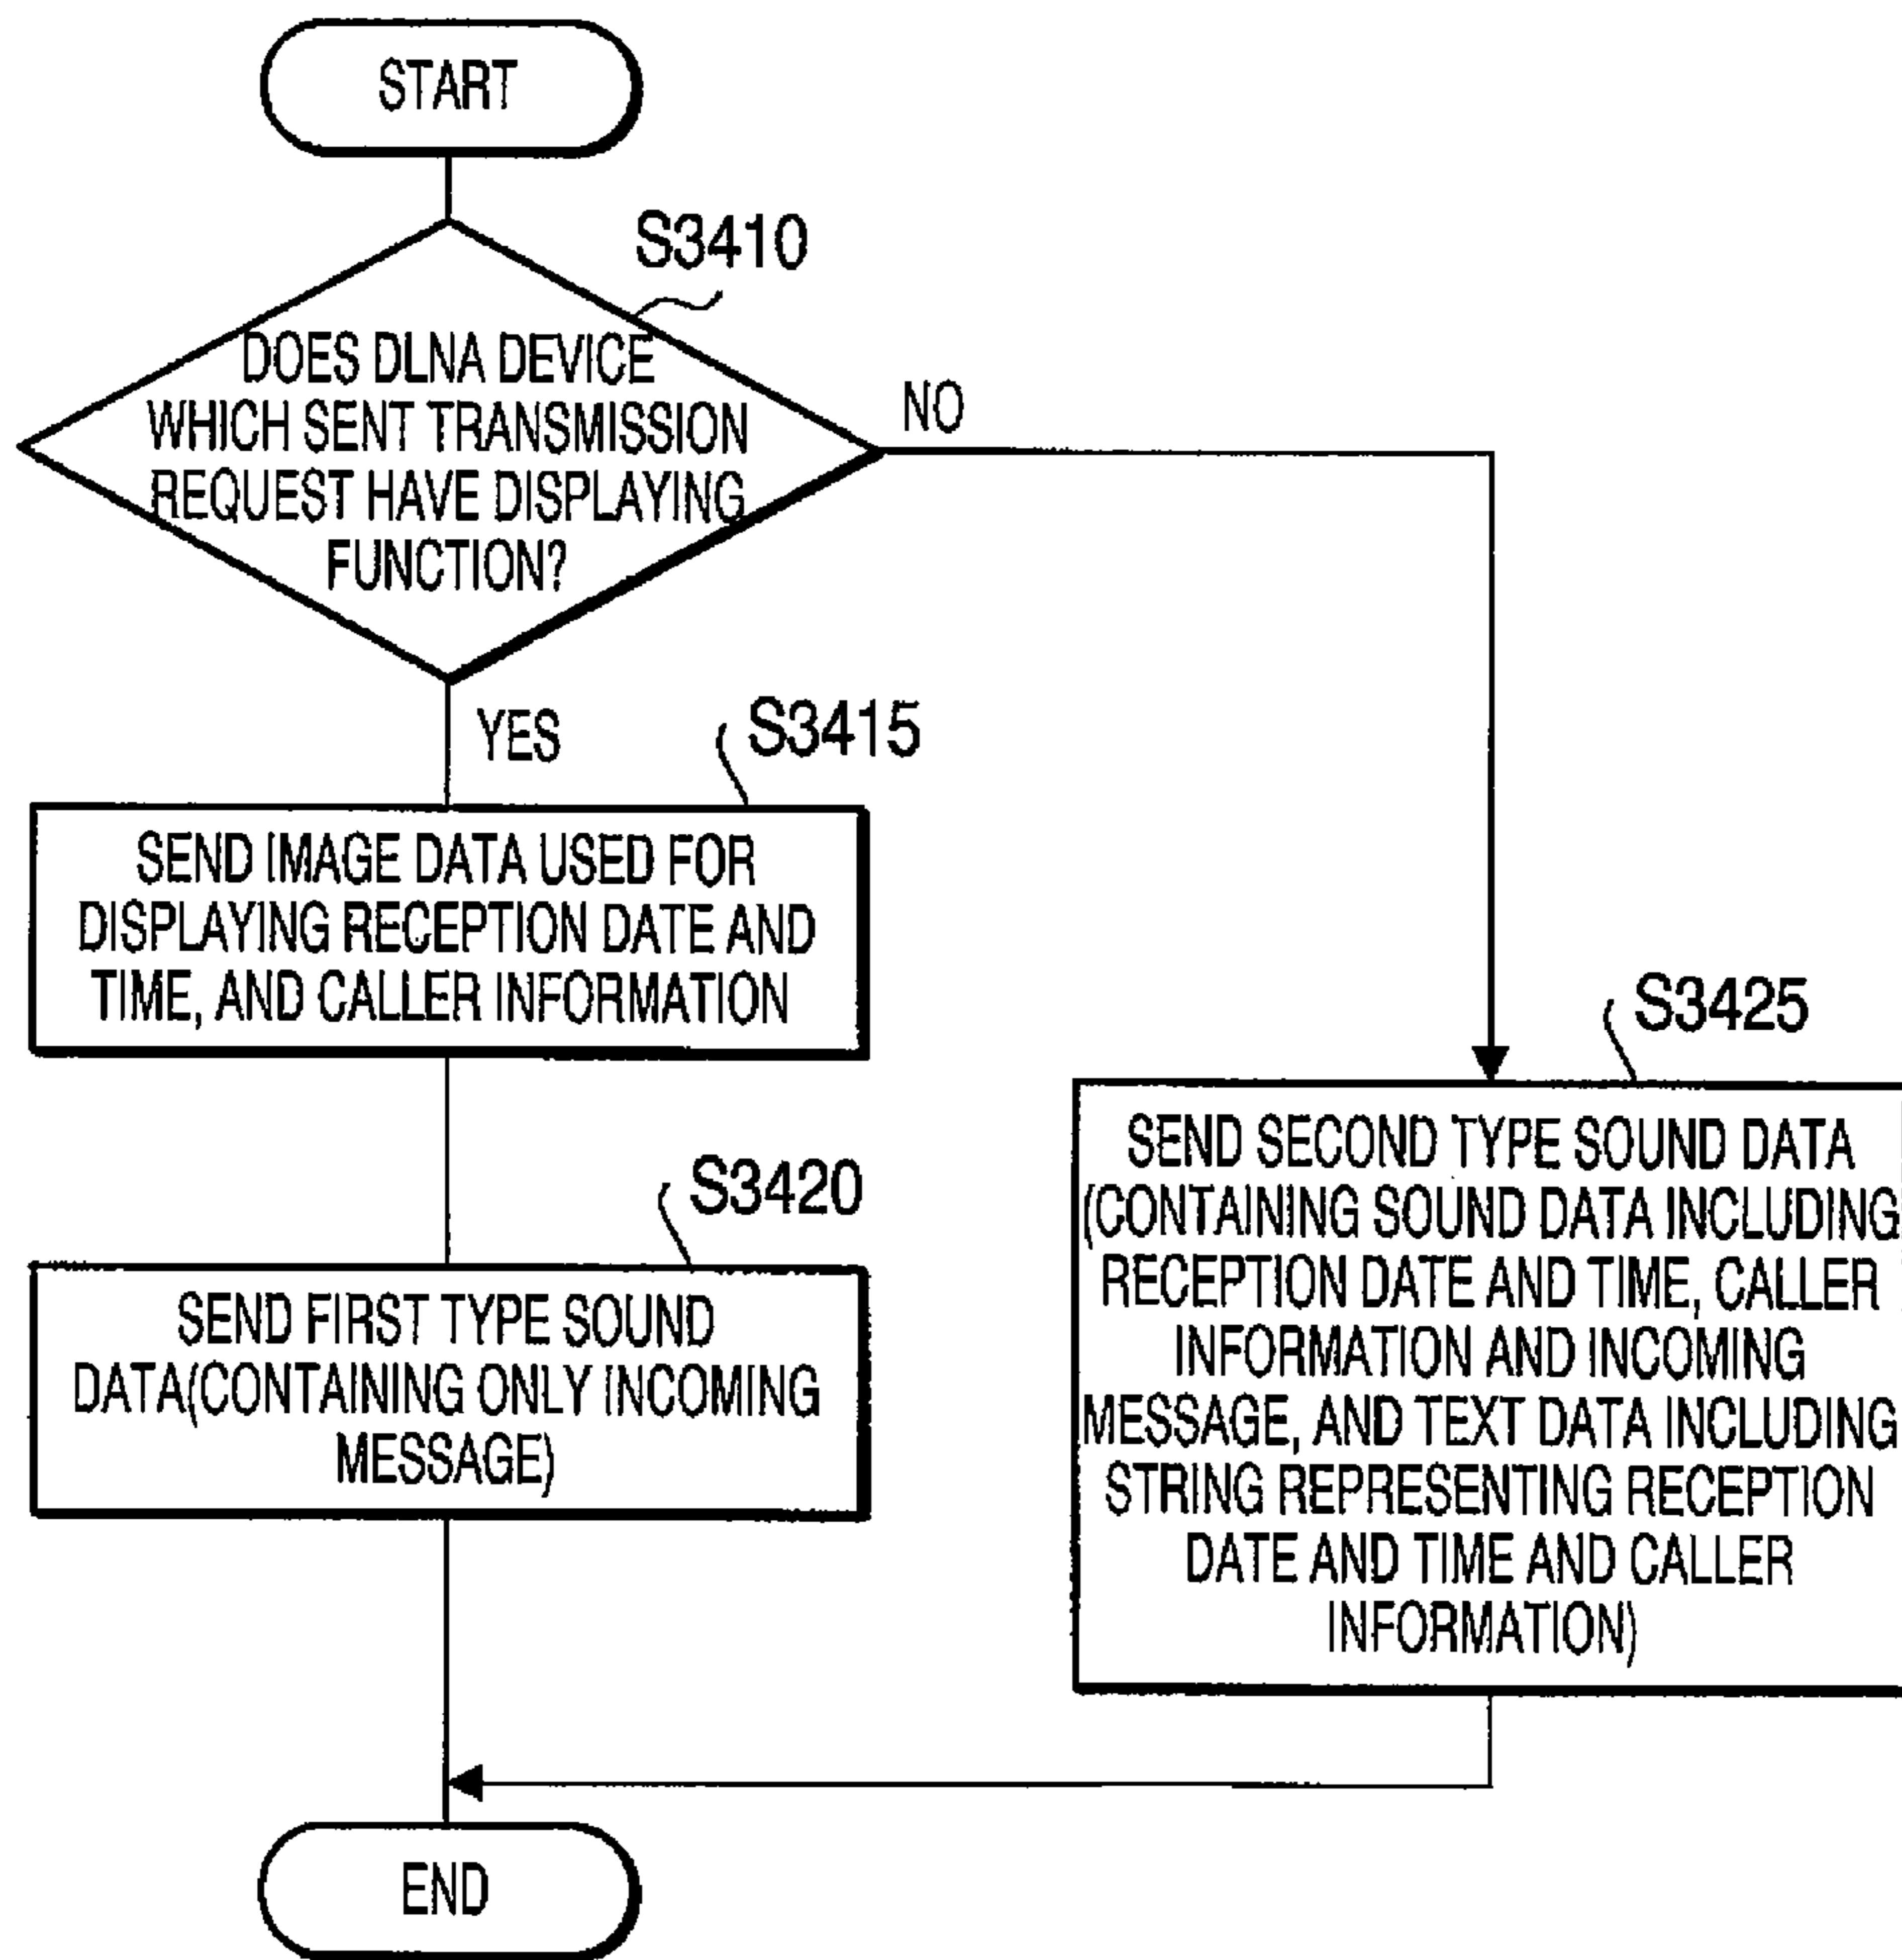 START
S3410
DOES DLNA DEVICE
WHICH SENT TRANSMISSION
REQUEST HAVE DISPLAYING
FUNCTION?
NO
YES
S3415
SEND IMAGE DATA USED FOR
DISPLAYING RECEPTION DATE AND
TIME, AND CALLER INFORMATION
S3420
SEND FIRST TYPE SOUND
DATA(CONTAINING ONLY INCOMING
MESSAGE)
S3425
SEND SECOND TYPE SOUND DATA
(CONTAINING SOUND DATA INCLUDING
RECEPTION DATE AND TIME, CALLER
INFORMATION AND INCOMING
MESSAGE, AND TEXT DATA INCLUDING
STRING REPRESENTING RECEPTION
DATE AND TIME AND CALLER
INFORMATION)
END